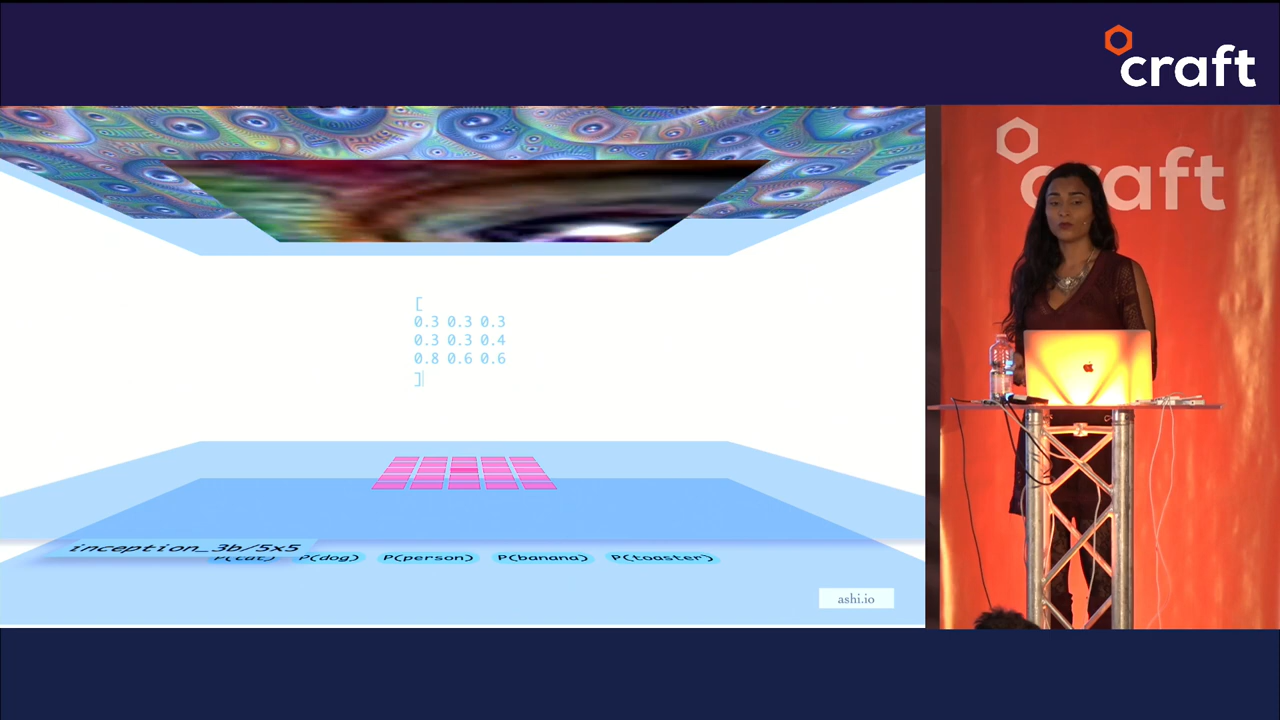 craft
craft
[
0.3 0.3 0.3
0.3 0.3 0.4
0.8 0.6 0.6
]
inception_3b/5x5
P(cat) P(dog) P(person) P(banana) P(toaster)
ashi.io